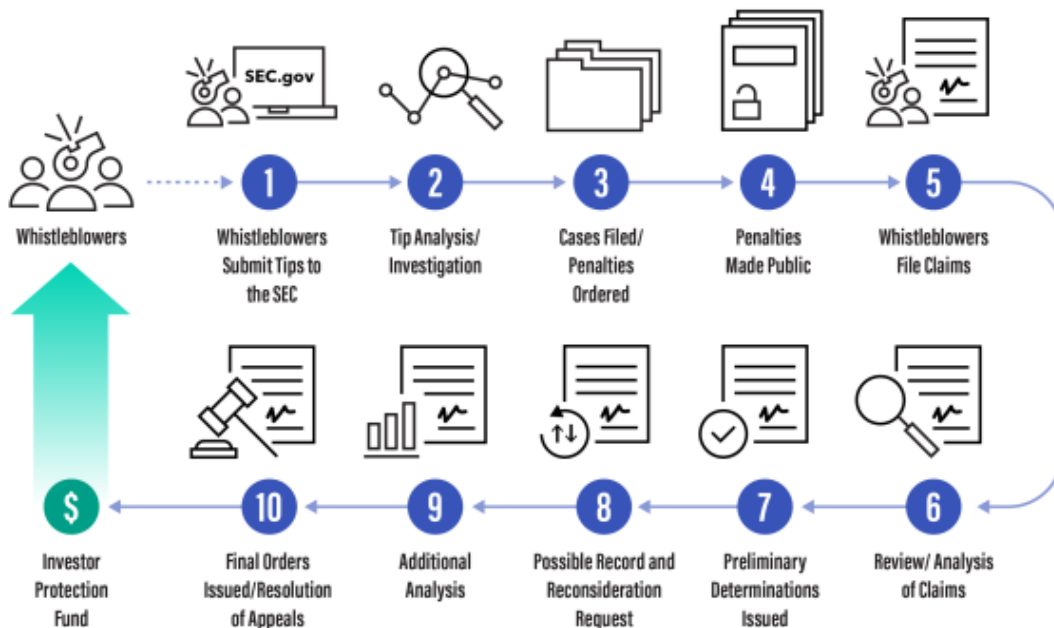 SEC.gov
1
2
3
4
5
Whistleblowers
Whistleblowers
Submit Tips to
the SEC
Tip Analysis/
Investigation
Cases Filed/
Penalties
Ordered
Penalties
Made Public
Whistleblowers
File Claims
$
10
9
8
7
6
Investor
Protection
Fund
Final Orders
Issued/Resolution
of Appeals
Additional
Analysis
Possible Record and
Reconsideration
Request
Preliminary
Determinations
Issued
Review/ Analysis
of Claims